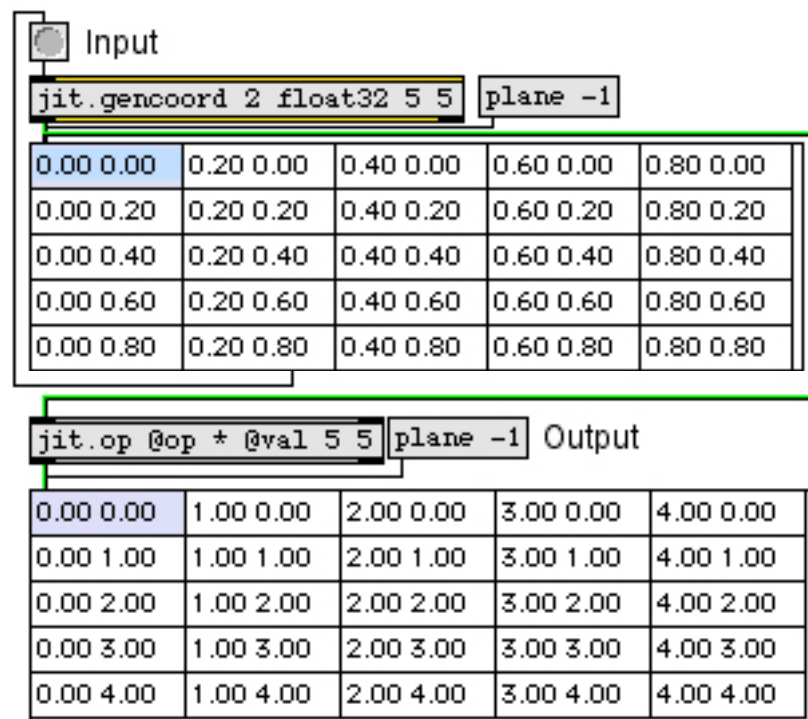 Input
jit.gencoord 2 float32 5 5 plane -1
0.00 0.00 0.20 0.00 0.40 0.00 0.60 0.00 0.80 0.00
0.00 0.20 0.20 0.20 0.40 0.20 0.60 0.20 0.80 0.20
0.00 0.40 0.20 0.40 0.40 0.40 0.60 0.40 0.80 0.40
0.00 0.60 0.20 0.60 0.40 0.60 0.60 0.60 0.80 0.60
0.00 0.80 0.20 0.80 0.40 0.80 0.60 0.80 0.80 0.80
jit.op @op * @val 5 5 plane -1 Output
0.00 0.00 1.00 0.00 2.00 0.00 3.00 0.00 4.00 0.00
0.00 1.00 1.00 1.00 2.00 1.00 3.00 1.00 4.00 1.00
0.00 2.00 1.00 2.00 2.00 2.00 3.00 2.00 4.00 2.00
0.00 3.00 1.00 3.00 2.00 3.00 3.00 3.00 4.00 3.00
0.00 4.00 1.00 4.00 2.00 4.00 3.00 4.00 4.00 4.00